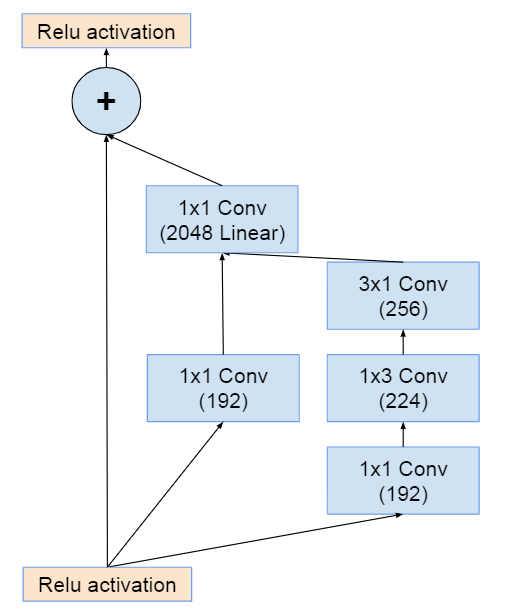 Relu activation
+
1x1 Conv
(2048 Linear)
3x1 Conv
(256)
1x1 Conv
(192)
1x3 Conv
(224)
1x1 Conv
(192)
Relu activation